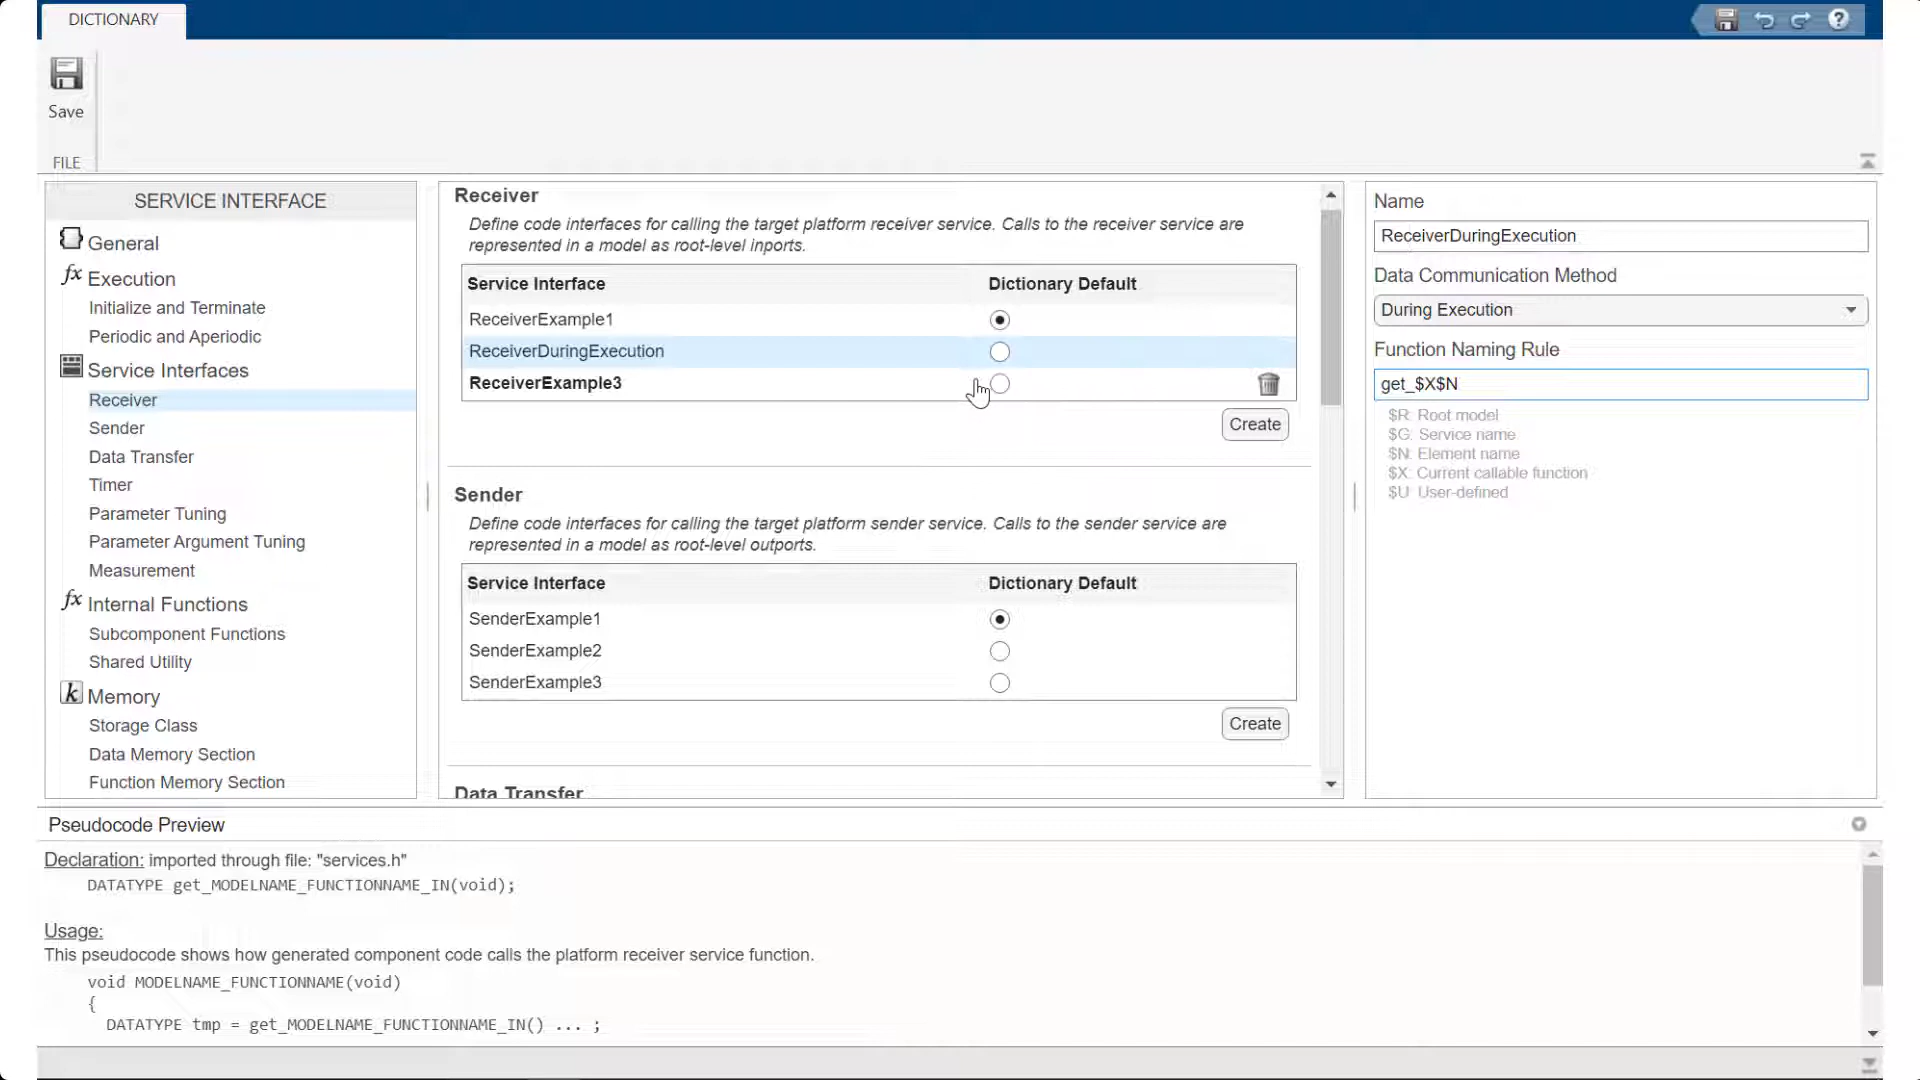 DICTIONARY
Save
FILE
SERVICE INTERFACE
General
fx Execution
Initialize and Terminate
Periodic and Aperiodic
Service Interfaces
Receiver
Sender
Data Transfer
Timer
Parameter Tuning
Parameter Argument Tuning
Measurement
fx Internal Functions
Subcomponent Functions
Shared Utility
k Memory
Storage Class
Data Memory Section
Function Memory Section
Receiver
Define code interfaces for calling the target platform receiver service. Calls to the receiver service are
represented in a model as root-level inports.
Service Interface Dictionary Default
ReceiverExample1
ReceiverDuringExecution
ReceiverExample3
Create
Sender
Define code interfaces for calling the target platform sender service. Calls to the sender service are
represented in a model as root-level outports.
Service Interface Dictionary Default
SenderExample1
SenderExample2
SenderExample3
Create
Data Transfer
Name
ReceiverDuringExecution
Data Communication Method
During Execution
Function Naming Rule
get_$X$N
$R: Root model
$G: Service name
$N: Element name
$X: Current callable function
$U: User-defined
Pseudocode Preview
Declaration: imported through file: "services.h"
DATATYPE get_MODELNAME_FUNCTIONNAME_IN(void);
Usage:
This pseudocode shows how generated component code calls the platform receiver service function.
void MODELNAME_FUNCTIONNAME(void)
{
DATATYPE tmp = get_MODELNAME_FUNCTIONNAME_IN() ... ;